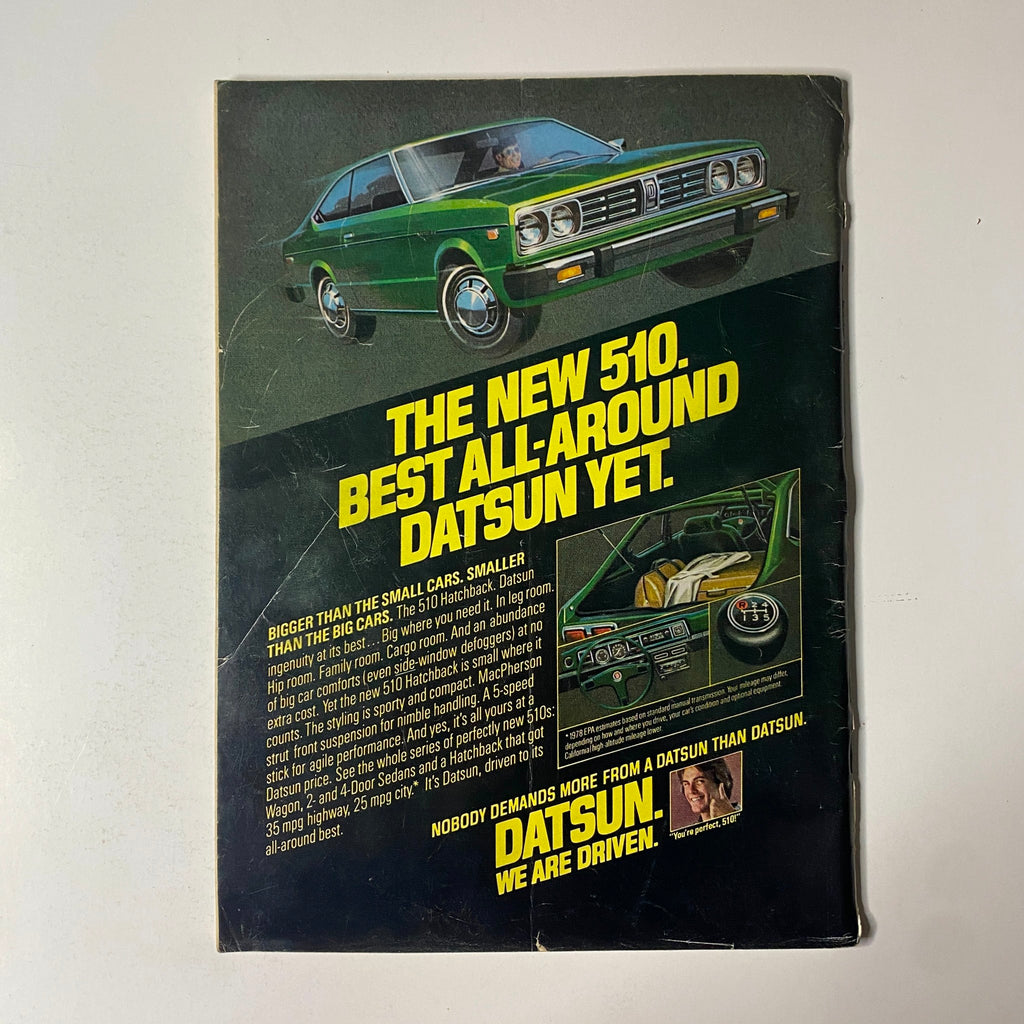 THE NEW 510.
BEST ALL-AROUND
DATSUN YET.
BIGGER THAN THE SMALL CARS. SMALLER
THAN THE BIG CARS. The 510 Hatchback. Datsun
ingenuity at its best... Big where you need it. In leg room.
Hip room. Family room. Cargo room. And an abundance
of big car comforts (even side-window defoggers) at no
extra cost. Yet the new 510 Hatchback is small where it
counts. The styling is sporty and compact. MacPherson
strut front suspension for nimble handling. A 5-speed
stick for agile performance. And yes, it's all yours at a
Datsun price. See the whole series of perfectly new 510s:
Wagon, 2- and 4-Door Sedans and a Hatchback that got
35 mpg highway, 25 mpg city.* It's Datsun, driven to its
all-around best.
R 2 4
1 3 5
*1978 EPA estimates based on standard manual transmission. Your mileage may differ,
depending on how and where you drive, your car's condition and optional equipment.
California high altitude mileage lower.
NOBODY DEMANDS MORE FROM A DATSUN THAN DATSUN.
DATSUN.
WE ARE DRIVEN.
"You're perfect, 510!"